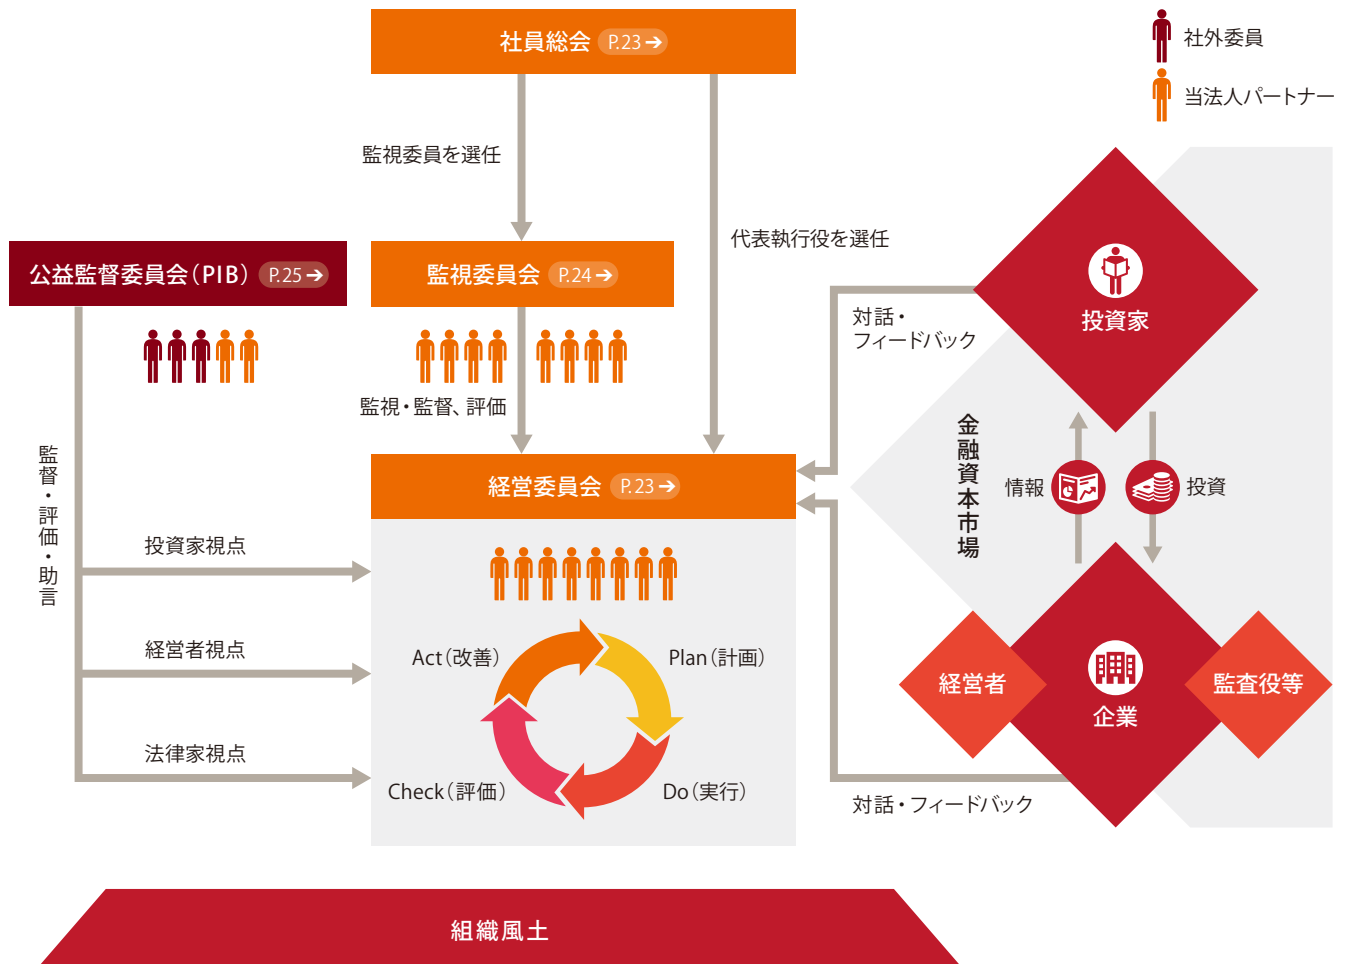 社員総会 P.23➔
社外委員
当法人パートナー
監視委員を選任
代表執行役を選任
公益監督委員会（PIB） P.25➔
監視委員会 P.24➔
投資家
対話・
フィードバック
監視・監督、評価
監督・評価・助言
金融資本市場
経営委員会 P.23➔
情報
投資
投資家視点
経営者視点
法律家視点
Act（改善）
Plan（計画）
Check（評価）
Do（実行）
経営者
企業
監査役等
対話・フィードバック
組織風土